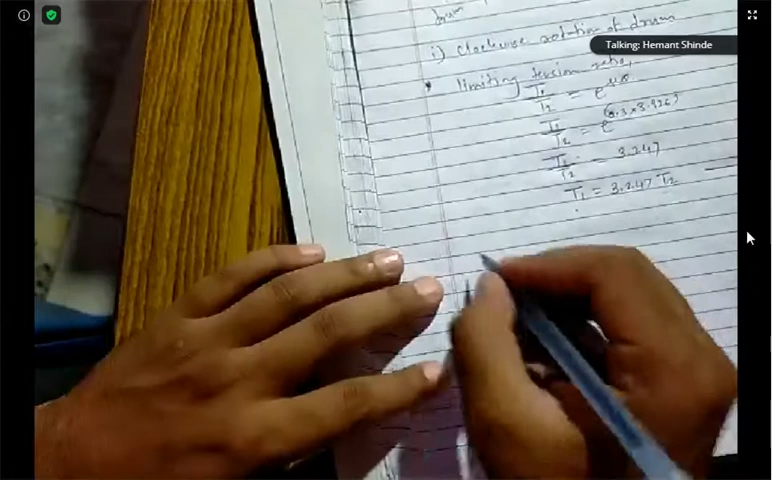 drum
i) clockwise rotation of drum
Talking: Hemant Shinde
• limiting tension ratio,
T₁/T₂ = e^μθ
T₁/T₂ = e^(0.3×3.926)
T₁/T₂ = 3.247
T₁ = 3.247 T₂